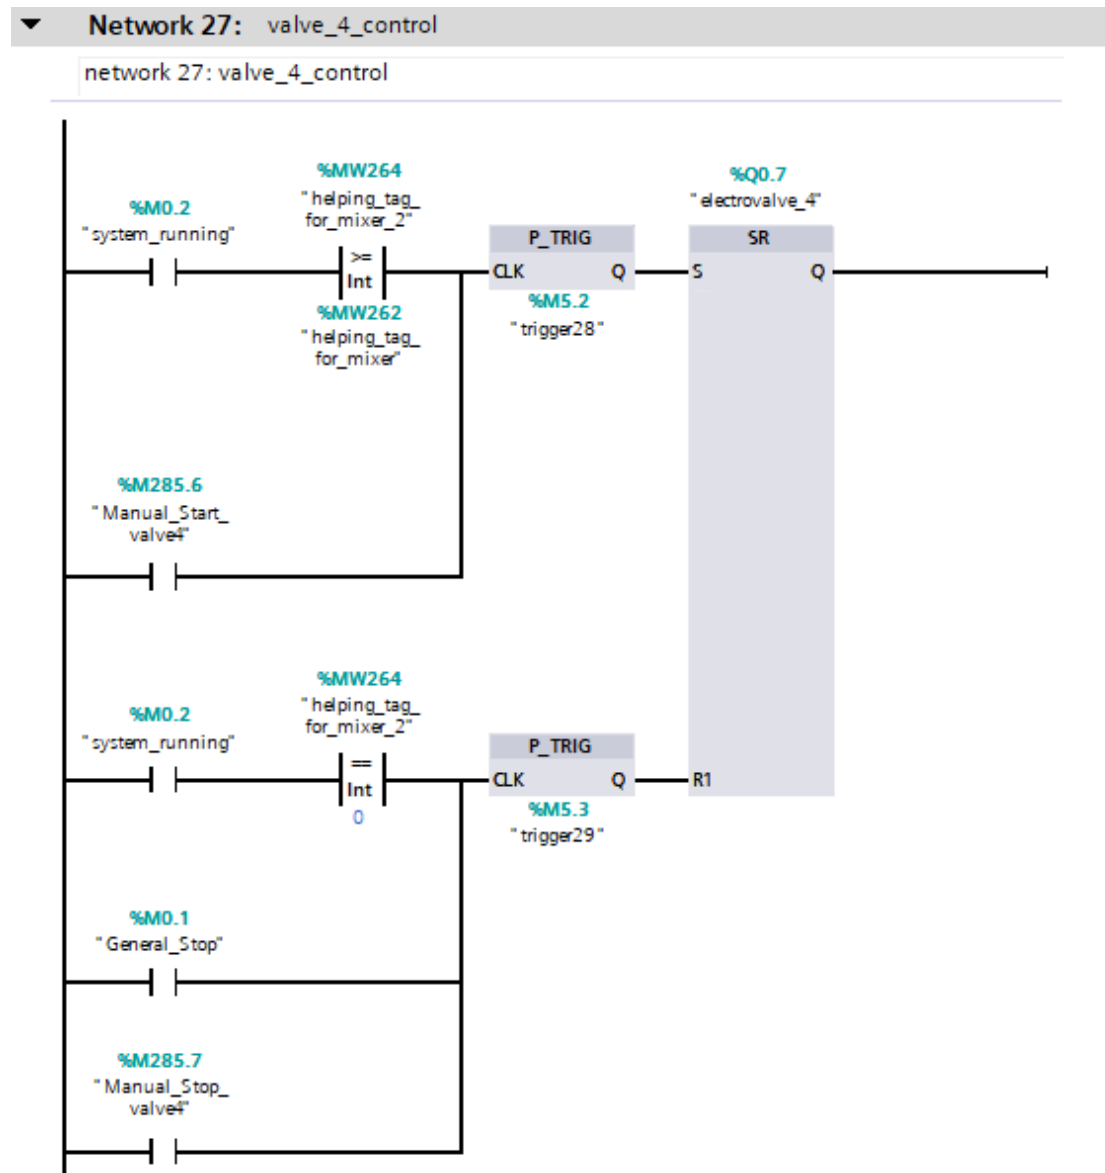 Network 27: valve_4_control
network 27: valve_4_control
%MW264
"helping_tag_
for_mixer_2"
%Q0.7
"electrovalve_4"
%M0.2
"system_running"
P_TRIG
SR
>=
Int
CLK
Q
S
Q
%MW262
"helping_tag_
for_mixer"
%M5.2
"trigger28"
%M285.6
"Manual_Start_
valve4"
%MW264
"helping_tag_
for_mixer_2"
%M0.2
"system_running"
P_TRIG
==
Int
CLK
Q
R1
0
%M5.3
"trigger29"
%M0.1
"General_Stop"
%M285.7
"Manual_Stop_
valve4"